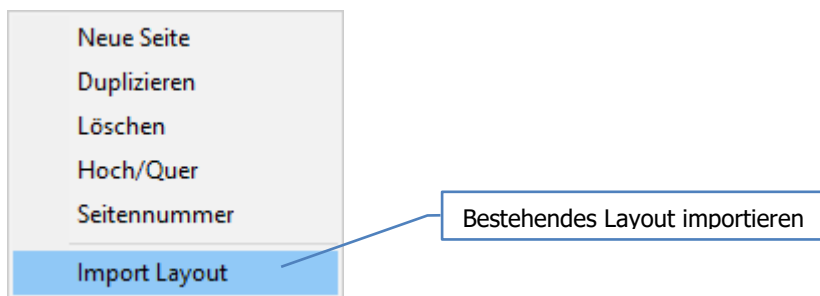 Neue Seite
Duplizieren
Löschen
Hoch/Quer
Seitennummer
Bestehendes Layout importieren
Import Layout